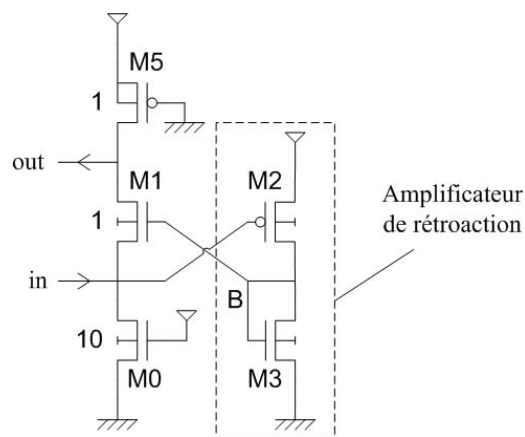 M5
1
out
M1
M2
1
Amplificateur
de rétroaction
in
B
10
M0
M3